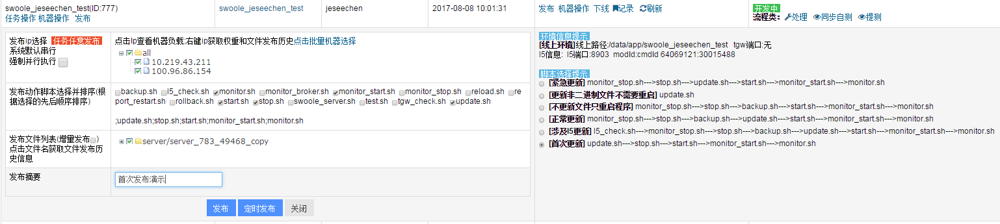 swoole_jeseechen_test(ID:777)
任务操作 机器操作 发布
swoole_jeseechen_test
jeseechen
2017-08-08 10:01:31
发布 机器操作 下线 记录 刷新
开发中
流程类: 处理 同步自测 提测
发布ip选择 任务任意发布
系统默认串行
强制并行执行
点击Ip查看机器负载;右键ip获取权重和文件发布历史点击批量机器选择
all
10.219.43.211
100.96.86.154
发布动作脚本选择并排序(根
据选择的先后顺序排序)
backup.sh l5_check.sh monitor.sh monitor_broker.sh monitor_start.sh monitor_stop.sh reload.sh re
port_restart.sh rollback.sh start.sh stop.sh swoole_server.sh test.sh tgw_check.sh update.sh
;update.sh;stop.sh;start.sh;monitor_start.sh;monitor.sh
发布文件列表(增量发布)
点击文件名获取文件发布历
史信息
server/server_783_49468_copy
发布摘要
首次发布演示
发布 定时发布 关闭
环境信息提示
[线上环境]线上路径:/data/app/swoole_jeseechen_test tgw端口:无
l5信息: l5端口:8903 modId:cmdId 64069121:30015488
脚本选择提示
[紧急更新] monitor_stop.sh--->stop.sh--->update.sh--->start.sh--->monitor_start.sh--->monitor.sh
[更新非二进制文件不需要重启] update.sh
[不更新文件只重启程序] monitor_stop.sh--->stop.sh--->backup.sh--->start.sh--->monitor_start.sh--->monitor.sh
[正常更新] monitor_stop.sh--->stop.sh--->backup.sh--->update.sh--->start.sh--->monitor_start.sh--->monitor.sh
[涉及l5更新] l5_check.sh--->monitor_stop.sh--->stop.sh--->backup.sh--->update.sh--->start.sh--->monitor_start.sh--->monitor.sh
[首次更新] update.sh--->stop.sh--->start.sh--->monitor_start.sh--->monitor.sh